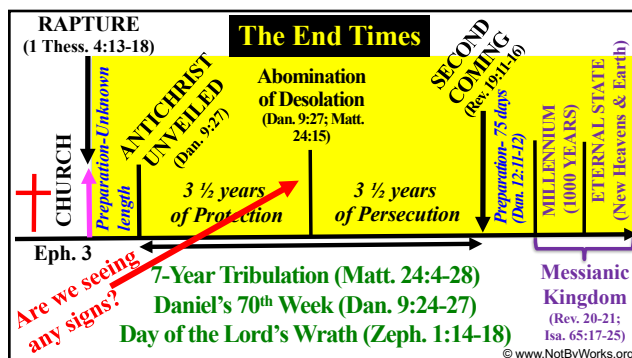 The End Times
RAPTURE
(1 Thess. 4:13-18)
CHURCH
Eph. 3
Preparation-Unknown
length
ANTICHRIST
UNVEILED
(Dan. 9:27)
3 ½ years
of Protection
Abomination
of Desolation
(Dan. 9:27; Matt.
24:15)
3 ½ years
of Persecution
SECOND
COMING
(Rev. 19:11-16)
Preparation- 75 days
(Dan. 12:11-12)
MILLENNIUM
(1000 YEARS)
ETERNAL STATE
(New Heavens & Earth)
Are we seeing
any signs?
7-Year Tribulation (Matt. 24:4-28)
Daniel's 70th Week (Dan. 9:24-27)
Day of the Lord's Wrath (Zeph. 1:14-18)
Messianic
Kingdom
(Rev. 20-21;
Isa. 65:17-25)
© www.NotByWorks.org